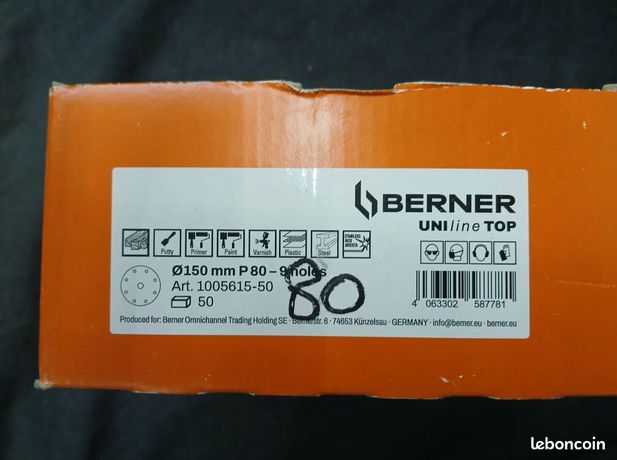 BERNER
UNIline TOP
Putty Primer Paint Varnish Plastic Steel STAINLESS INOX
Ø150 mm P 80 – 9 holes
Art. 1005615-50
50
80
4 063302 587781
Produced for: Berner Omnichannel Trading Holding SE · Bernerstr. 6 · 74653 Künzelsau · GERMANY · info@berner.eu · berner.eu
leboncoin